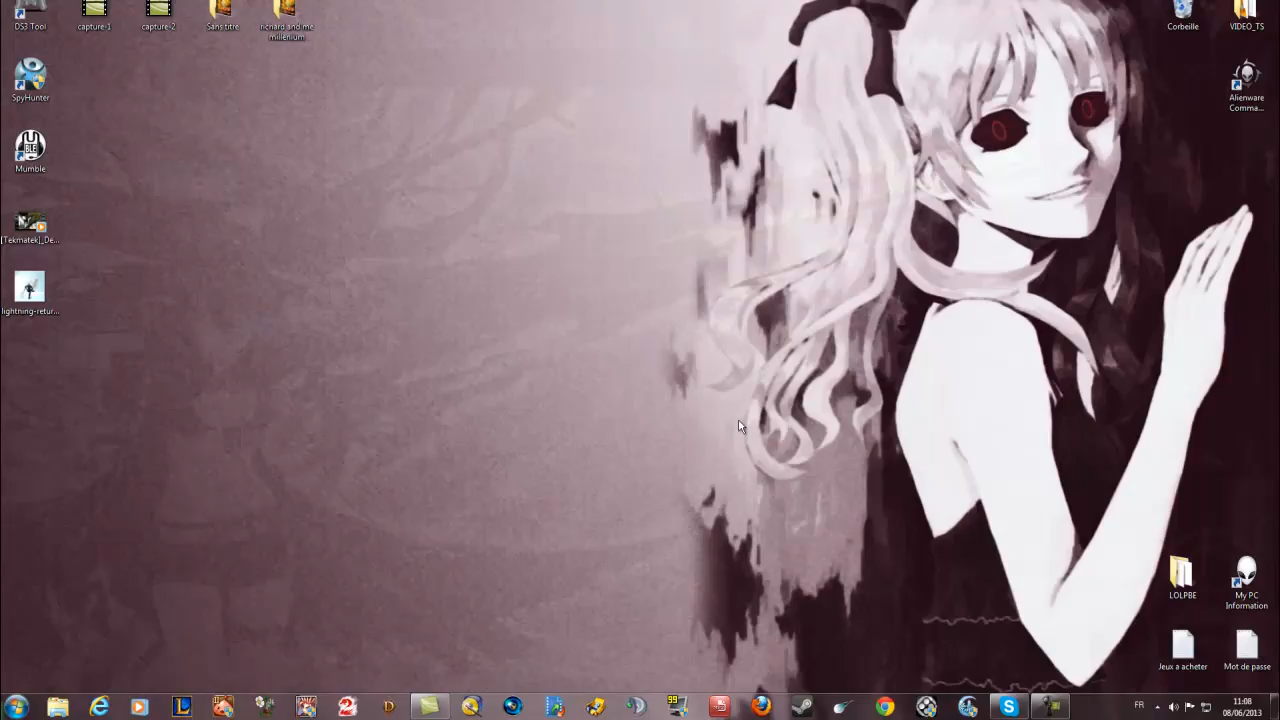 DS3 Tool
capture-1
capture-2
Sans titre
richard and me
millenium
Corbeille
VIDEO_TS
SpyHunter
Alienware
Comma...
Mumble
[Tekmatek]_De...
lightning-retur...
LOLPBE
My PC
Information
Jeux a acheter
Mot de passe
99
FR
11:08
08/06/2013